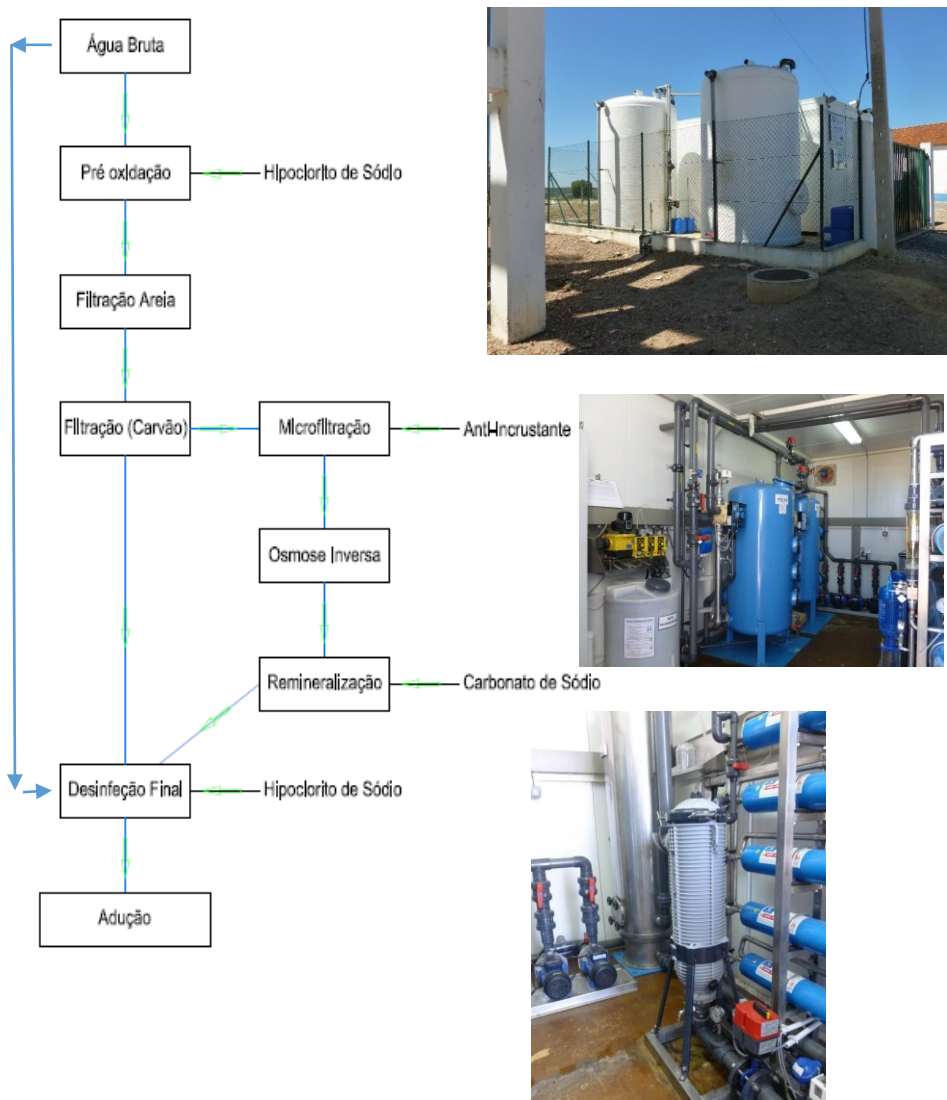 Água Bruta
Pré oxidação
Hipoclorito de Sódio
Filtração Areia
Filtração (Carvão)
Microfiltração
Anti-Incrustante
Osmose Inversa
Remineralização
Carbonato de Sódio
Desinfeção Final
Hipoclorito de Sódio
Adução